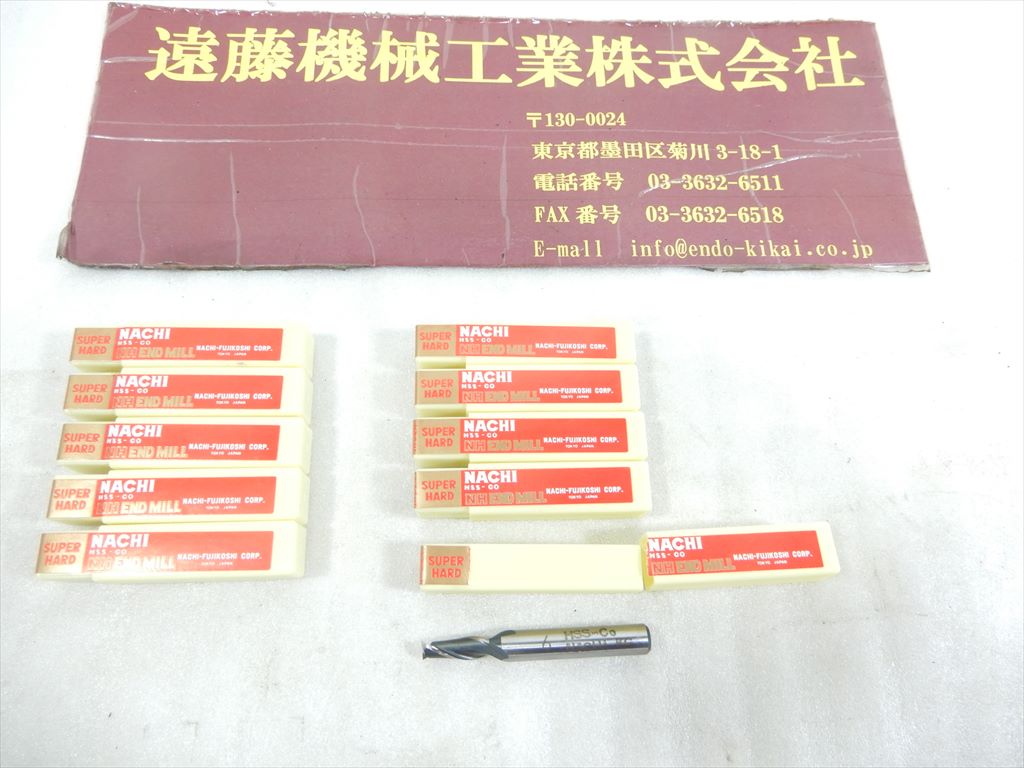 遠藤機械工業株式会社
〒130-0024
東京都墨田区菊川 3-18-1
電話番号 03-3632-6511
FAX 番号 03-3632-6518
E-mail info@endo-kikai.co.jp
SUPER HARD NACHI HSS-CO NH END MILL NACHI-FUJIKOSHI CORP. TOKYO JAPAN
SUPER HARD NACHI HSS-CO NH END MILL NACHI-FUJIKOSHI CORP. TOKYO JAPAN
SUPER HARD NACHI HSS-CO NH END MILL NACHI-FUJIKOSHI CORP. TOKYO JAPAN
SUPER HARD NACHI HSS-CO NH END MILL NACHI-FUJIKOSHI CORP. TOKYO JAPAN
SUPER HARD NACHI HSS-CO NH END MILL NACHI-FUJIKOSHI CORP. TOKYO JAPAN
SUPER HARD NACHI HSS-CO NH END MILL NACHI-FUJIKOSHI CORP. TOKYO JAPAN
SUPER HARD NACHI HSS-CO NH END MILL NACHI-FUJIKOSHI CORP. TOKYO JAPAN
SUPER HARD NACHI HSS-CO NH END MILL NACHI-FUJIKOSHI CORP. TOKYO JAPAN
SUPER HARD NACHI HSS-CO NH END MILL NACHI-FUJIKOSHI CORP. TOKYO JAPAN
SUPER HARD
NACHI HSS-CO NH END MILL NACHI-FUJIKOSHI CORP. TOKYO JAPAN
6 HSS-Co